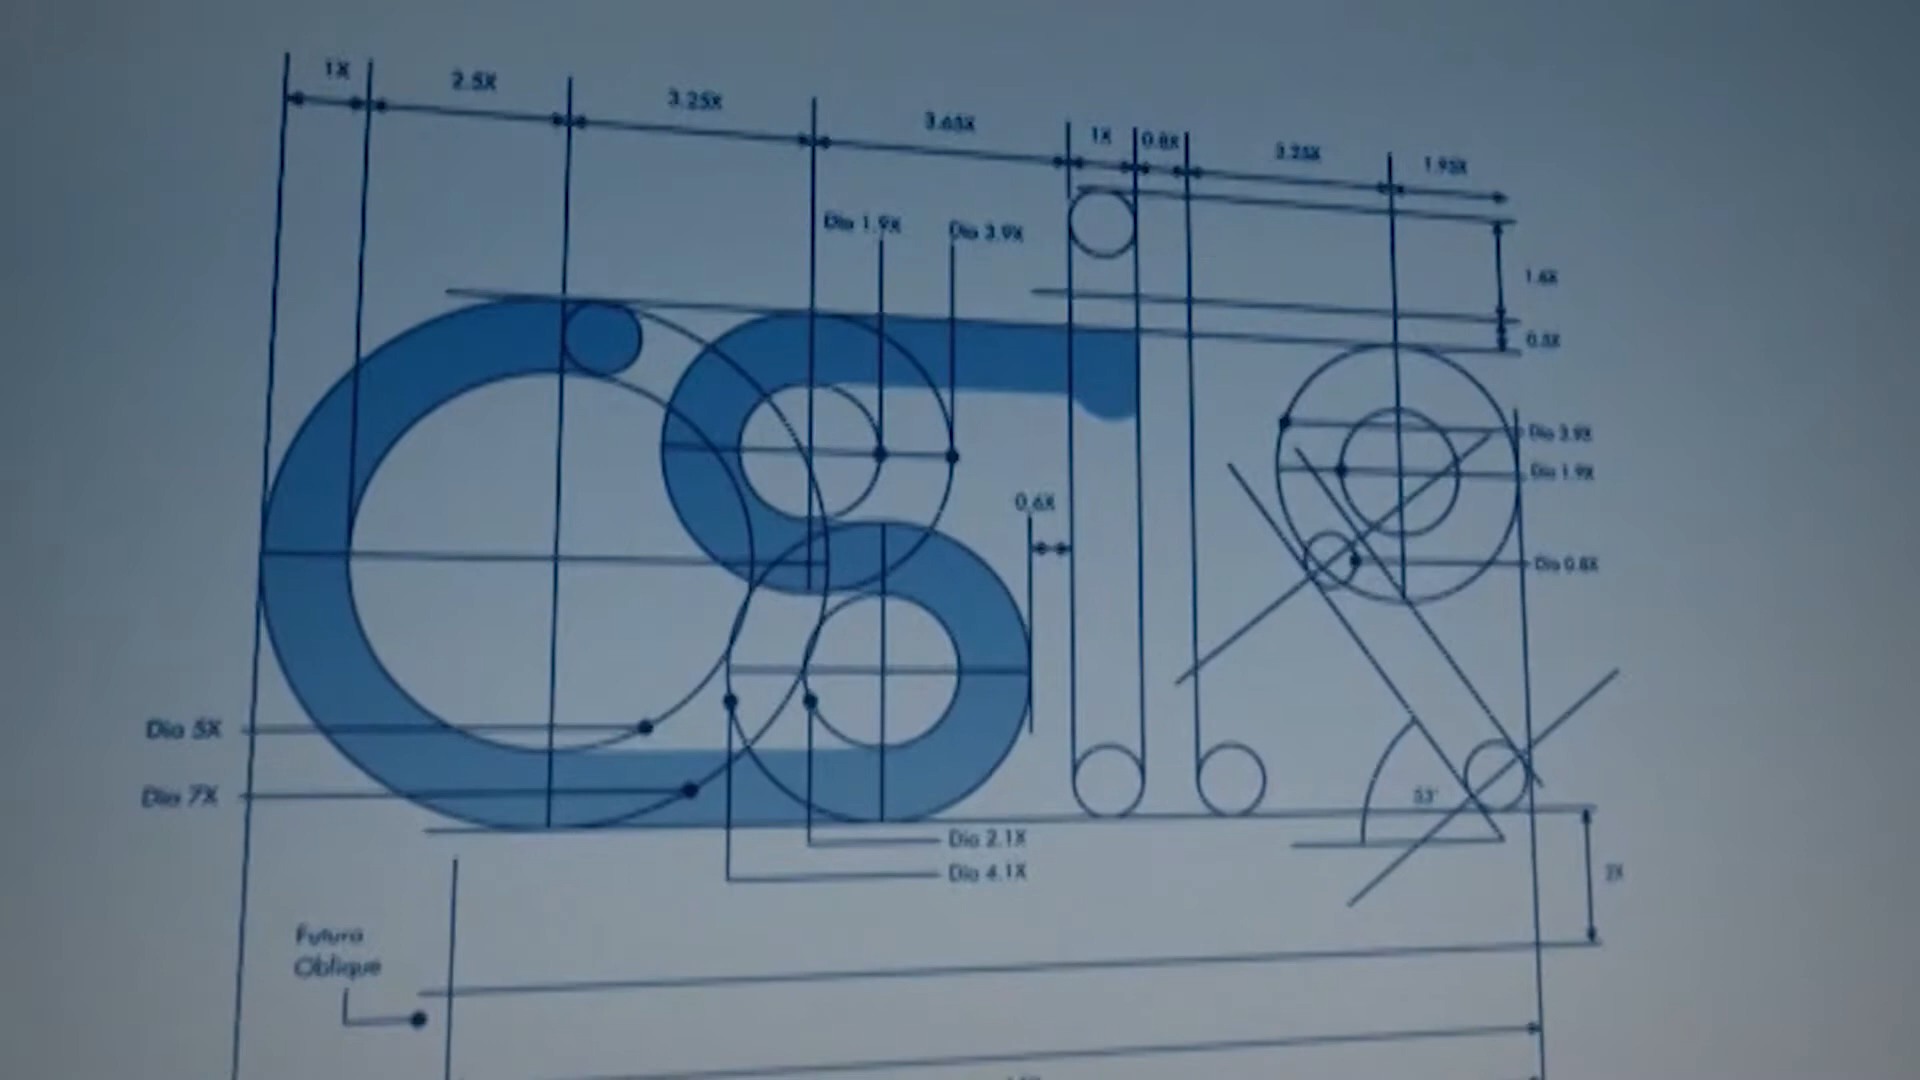 1X
2.5X
3.25X
3.65X
1X
0.8X
3.25X
1.95X
Dia 1.9X
Dia 3.9X
1.6X
0.5X
Dia 3.9X
Dia 1.9X
0.6X
Dia 0.8X
Dia 5X
Dia 7X
53°
Dia 2.1X
Dia 4.1X
2X
Futura
Oblique